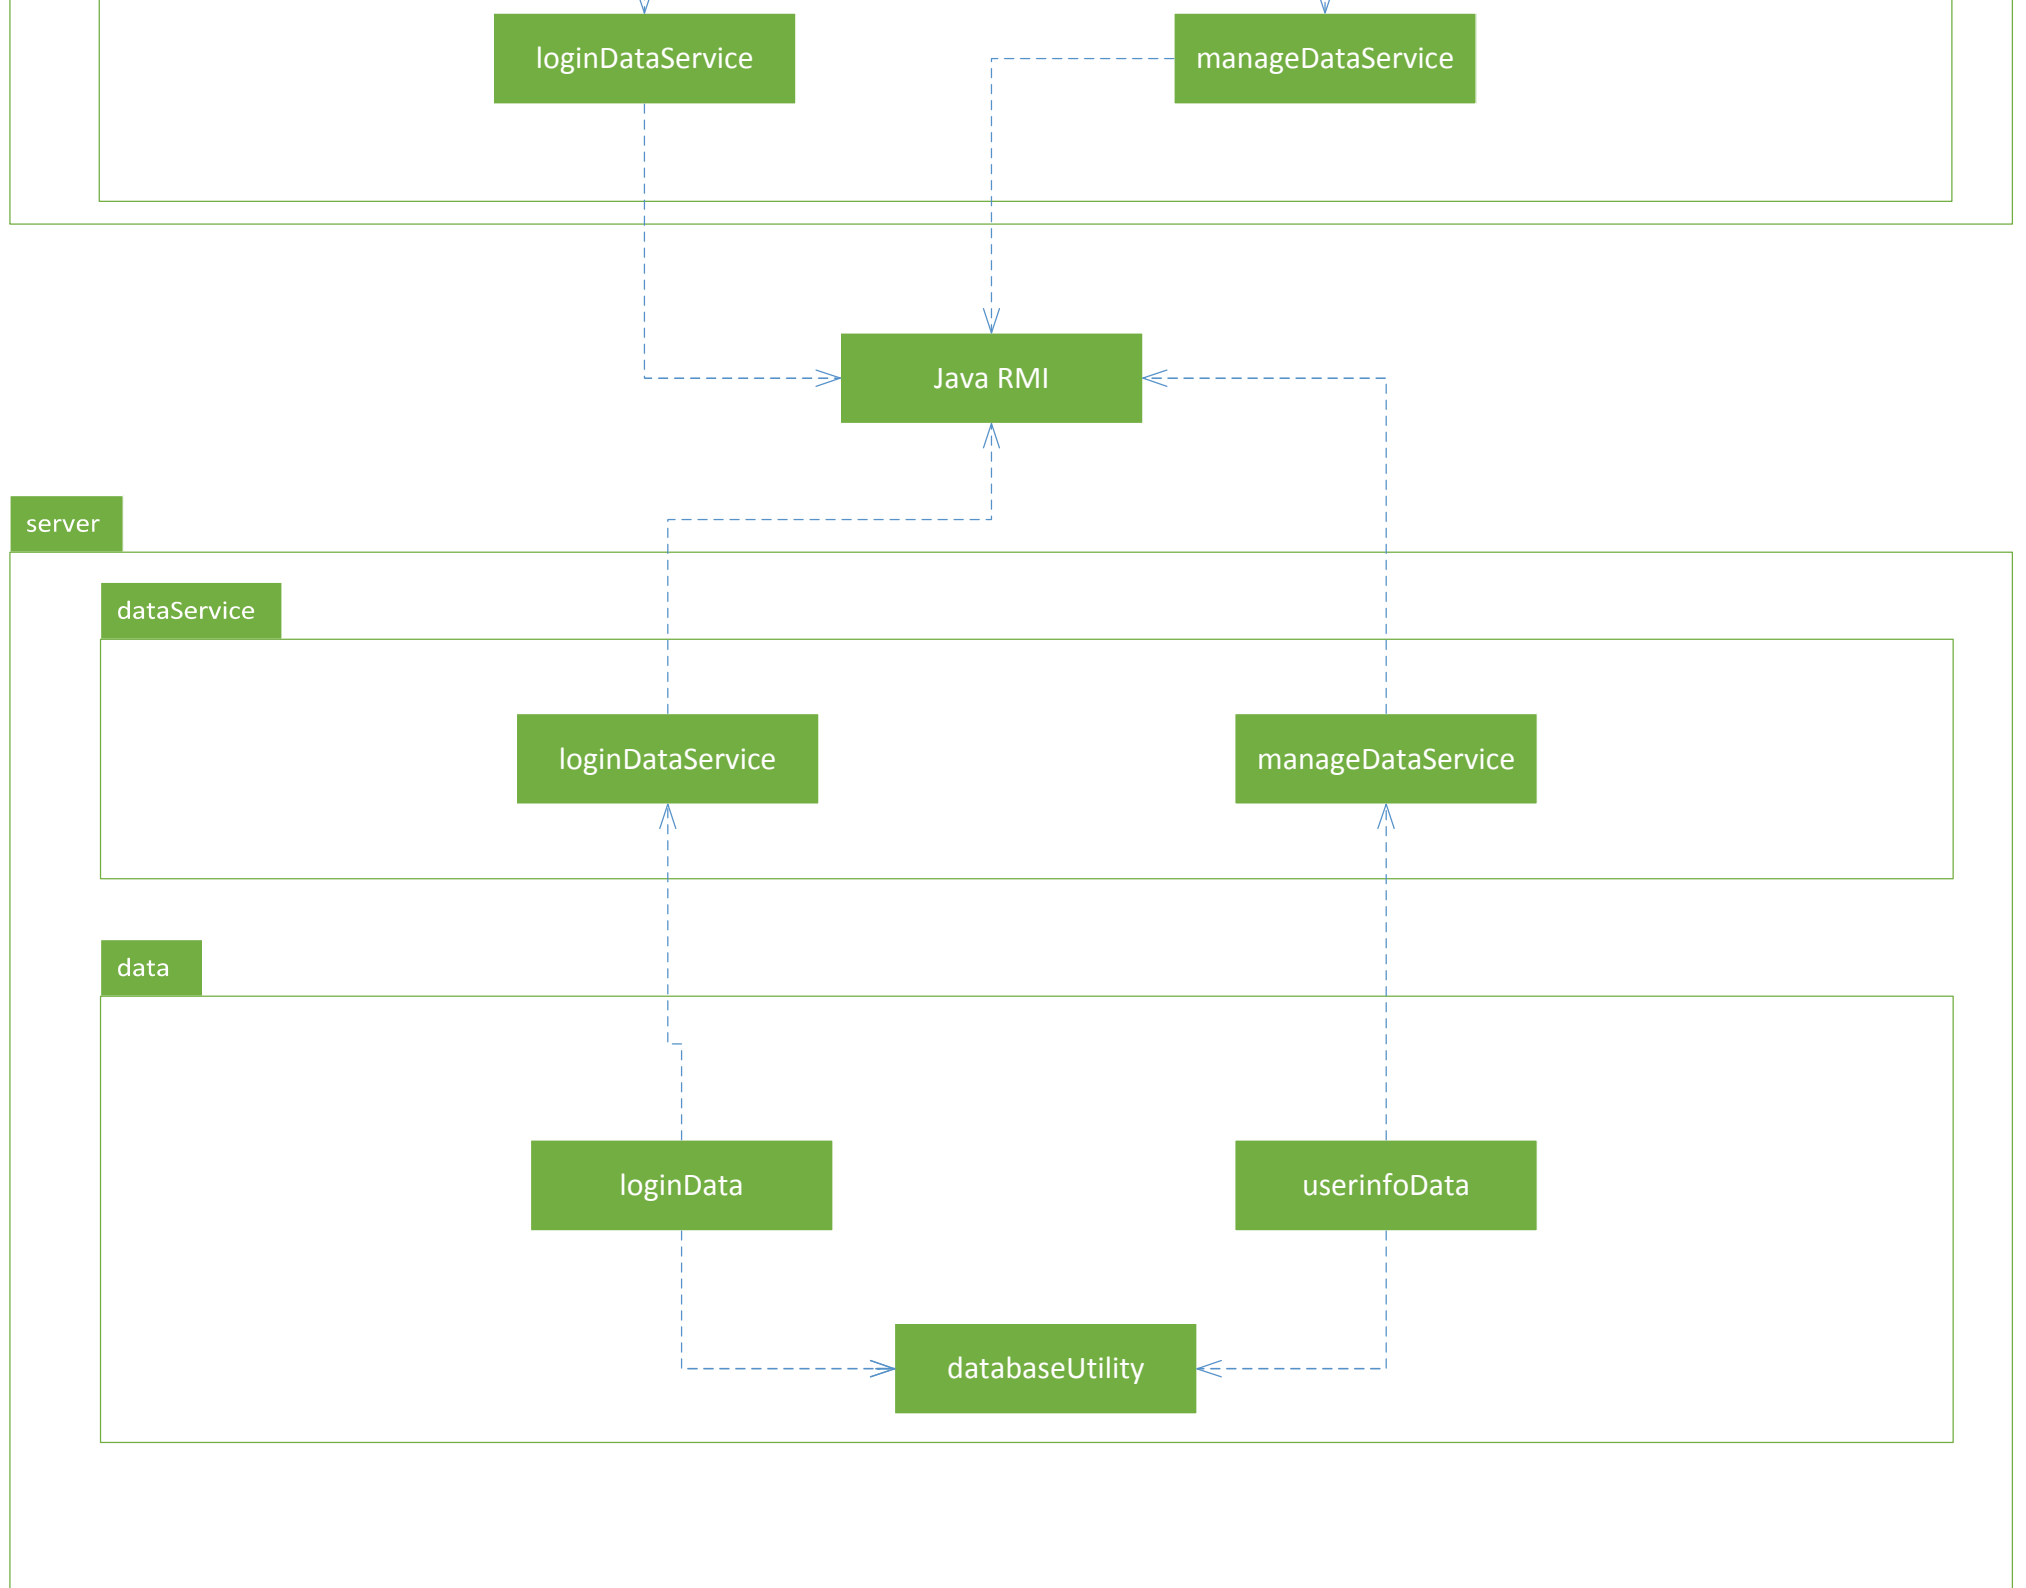 loginDataService
manageDataService
Java RMI
server
dataService
loginDataService
manageDataService
data
loginData
userinfoData
databaseUtility